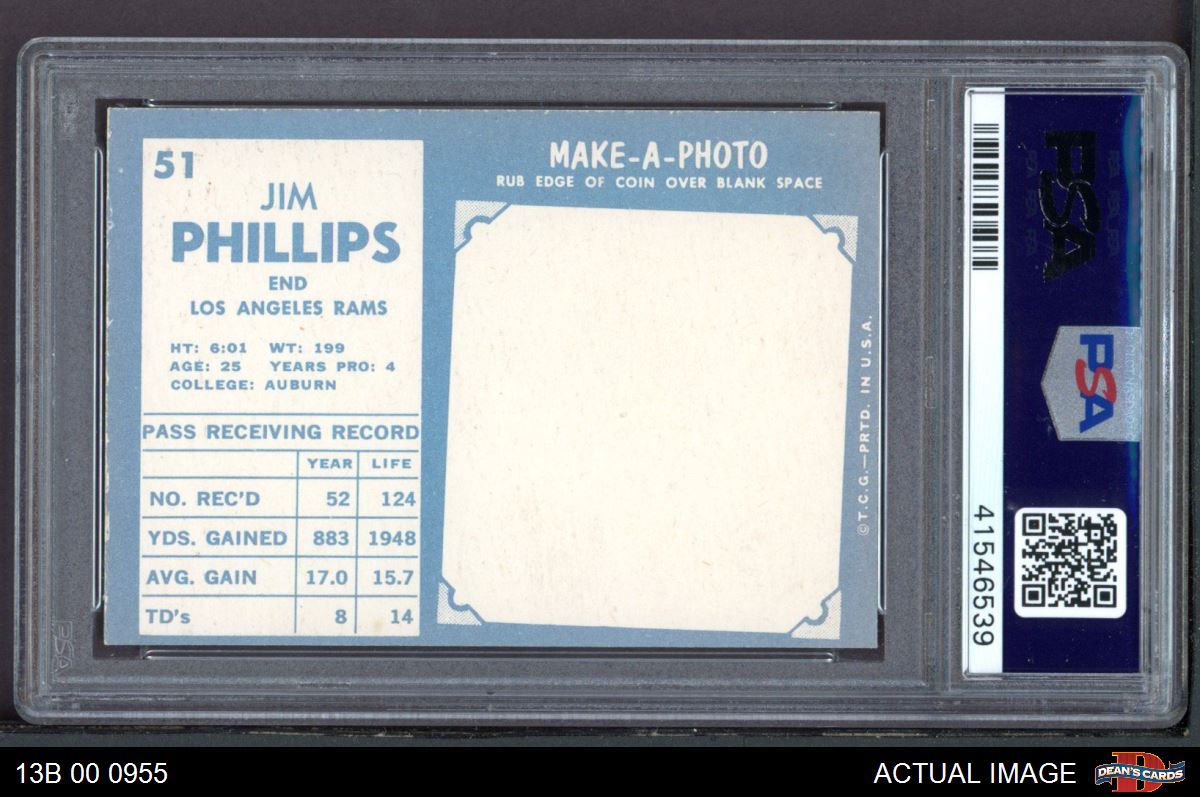 51
JIM
PHILLIPS
END
LOS ANGELES RAMS
HT: 6:01 WT: 199
AGE: 25 YEARS PRO: 4
COLLEGE: AUBURN
PASS RECEIVING RECORD
YEAR LIFE
NO. REC'D 52 124
YDS. GAINED 883 1948
AVG. GAIN 17.0 15.7
TD's 8 14
MAKE-A-PHOTO
RUB EDGE OF COIN OVER BLANK SPACE
©T.C.G.—PRTD. IN U.S.A.
PSA
PSA
41546539
PSA
13B 00 0955
ACTUAL IMAGE
DEAN'S CARDS